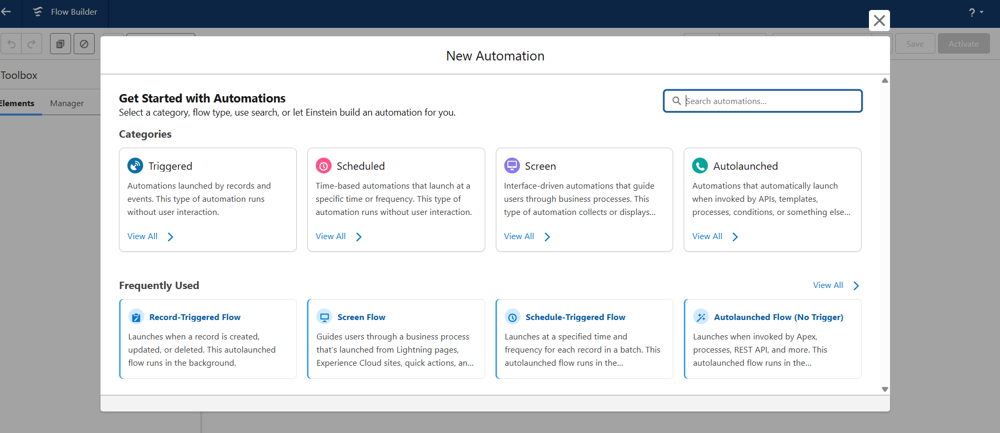 Flow Builder
?
Save
Activate
Toolbox
Elements
Manager
New Automation
Get Started with Automations
Select a category, flow type, use search, or let Einstein build an automation for you.
Search automations...
Categories
Triggered
Automations launched by records and
events. This type of automation runs
without user interaction.
View All
Scheduled
Time-based automations that launch at a
specific time or frequency. This type of
automation runs without user interaction.
View All
Screen
Interface-driven automations that guide
users through business processes. This
type of automation collects or displays...
View All
Autolaunched
Automations that automatically launch
when invoked by APIs, templates,
processes, conditions, or something else...
View All
Frequently Used
View All
Record-Triggered Flow
Launches when a record is created,
updated, or deleted. This autolaunched
flow runs in the background.
Screen Flow
Guides users through a business process
that's launched from Lightning pages,
Experience Cloud sites, quick actions, an...
Schedule-Triggered Flow
Launches at a specified time and
frequency for each record in a batch. This
autolaunched flow runs in the...
Autolaunched Flow (No Trigger)
Launches when invoked by Apex,
processes, REST API, and more. This
autolaunched flow runs in the...